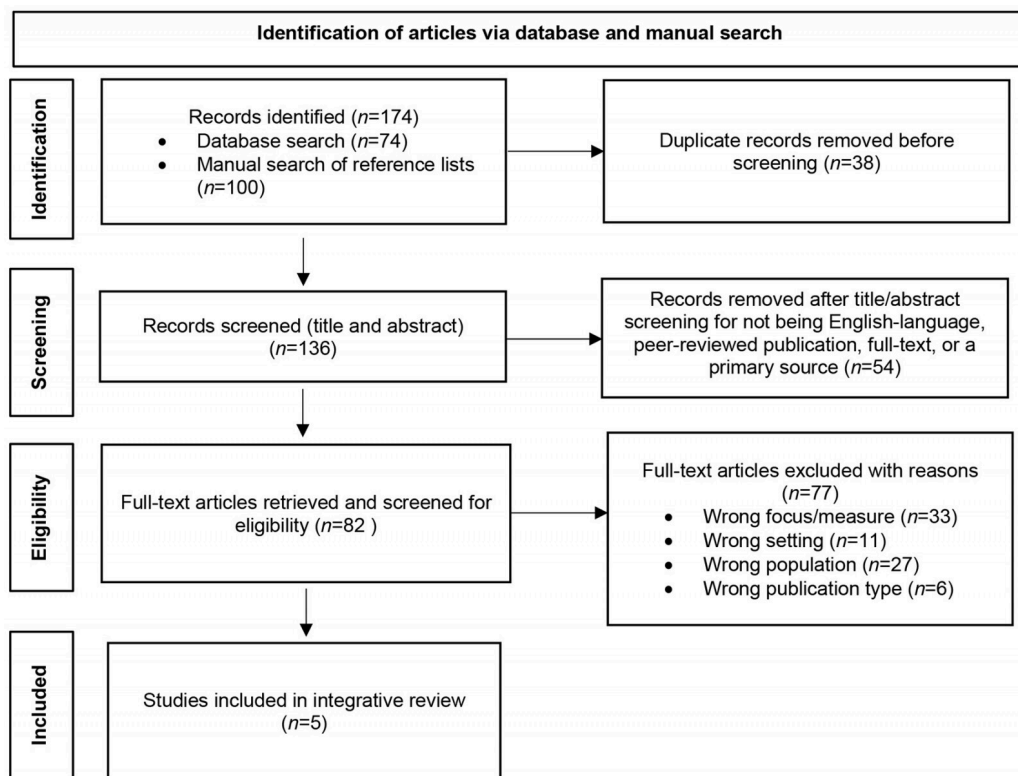 Identification of articles via database and manual search
Identification
Records identified (n=174)
• Database search (n=74)
• Manual search of reference lists
(n=100)
Duplicate records removed before
screening (n=38)
Screening
Records screened (title and abstract)
(n=136)
Records removed after title/abstract
screening for not being English-language,
peer-reviewed publication, full-text, or a
primary source (n=54)
Eligibility
Full-text articles retrieved and screened for
eligibility (n=82 )
Full-text articles excluded with reasons
(n=77)
• Wrong focus/measure (n=33)
• Wrong setting (n=11)
• Wrong population (n=27)
• Wrong publication type (n=6)
Included
Studies included in integrative review
(n=5)